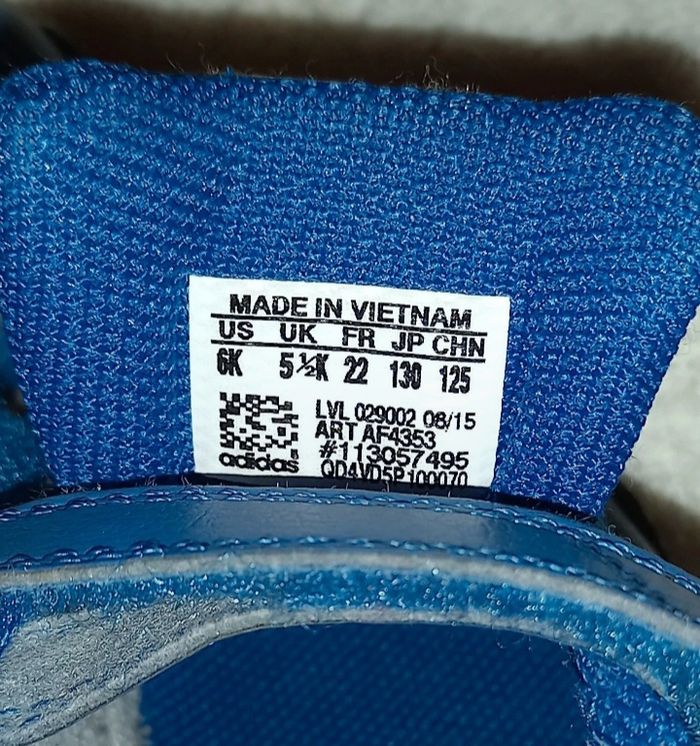 MADE IN VIETNAM
US UK FR JP CHN
6K 5½K 22 130 125
LVL 029002 08/15
ART AF4353
#113057495
adidas QD4VD5P100070